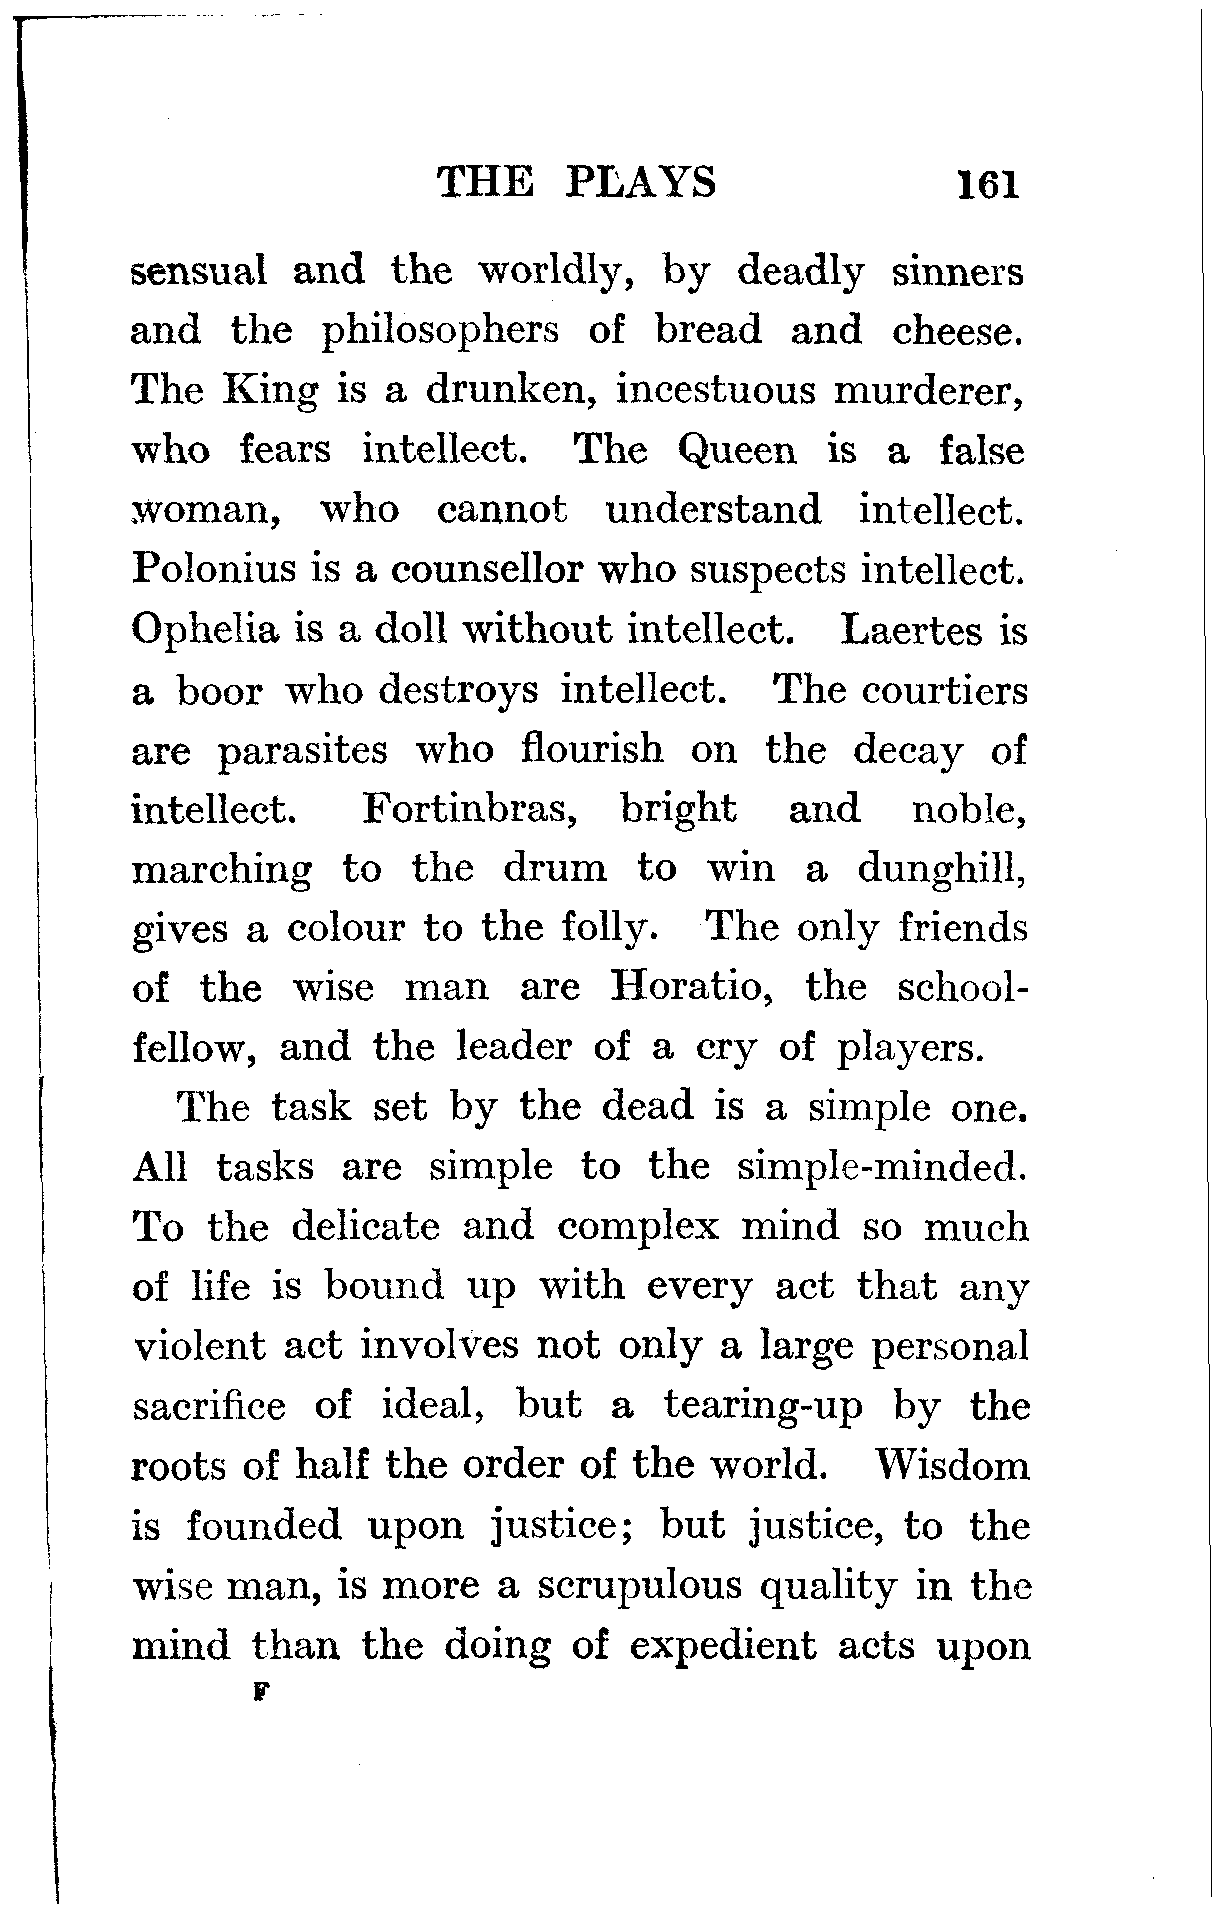 THE PLAYS 161
sensual and the worldly, by deadly sinners
and the philosophers of bread and cheese.
The King is a drunken, incestuous murderer,
who fears intellect. The Queen is a false
woman, who cannot understand intellect.
Polonius is a counsellor who suspects intellect.
Ophelia is a doll without intellect. Laertes is
a boor who destroys intellect. The courtiers
are parasites who flourish on the decay of
intellect. Fortinbras, bright and noble,
marching to the drum to win a dunghill,
gives a colour to the folly. The only friends
of the wise man are Horatio, the school-
fellow, and the leader of a cry of players.
The task set by the dead is a simple one.
All tasks are simple to the simple-minded.
To the delicate and complex mind so much
of life is bound up with every act that any
violent act involves not only a large personal
sacrifice of ideal, but a tearing-up by the
roots of half the order of the world. Wisdom
is founded upon justice; but justice, to the
wise man, is more a scrupulous quality in the
mind than the doing of expedient acts upon
F